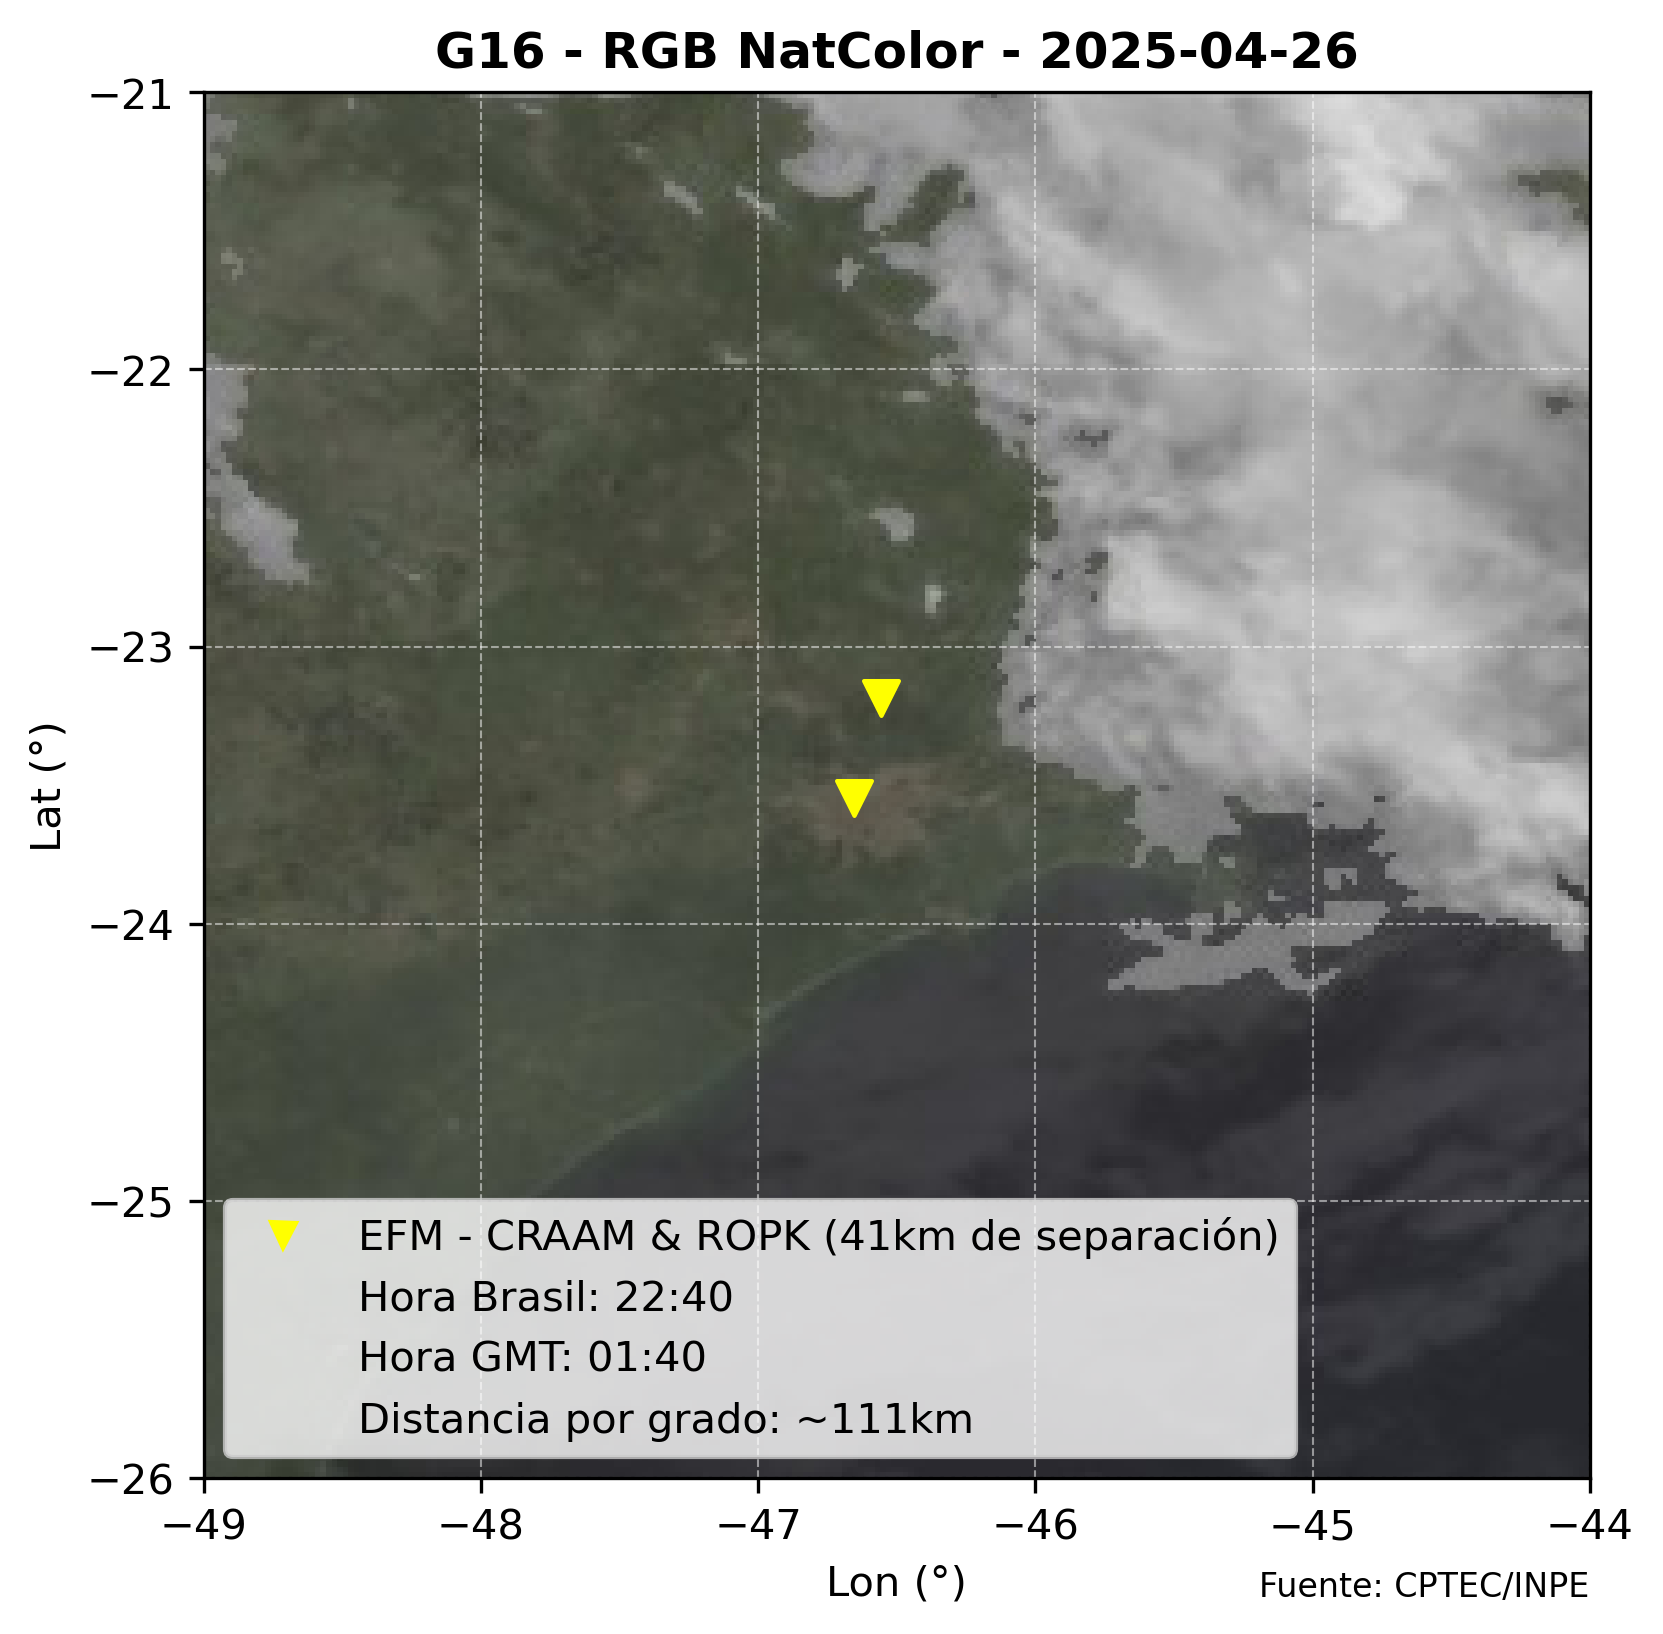 G16 - RGB NatColor - 2025-04-26
−21
−22
−23
−24
−25
−26
Lat (°)
EFM - CRAAM & ROPK (41km de separación)
Hora Brasil: 22:40
Hora GMT: 01:40
Distancia por grado: ~111km
−49 −48 −47 −46 −45 −44
Lon (°)
Fuente: CPTEC/INPE